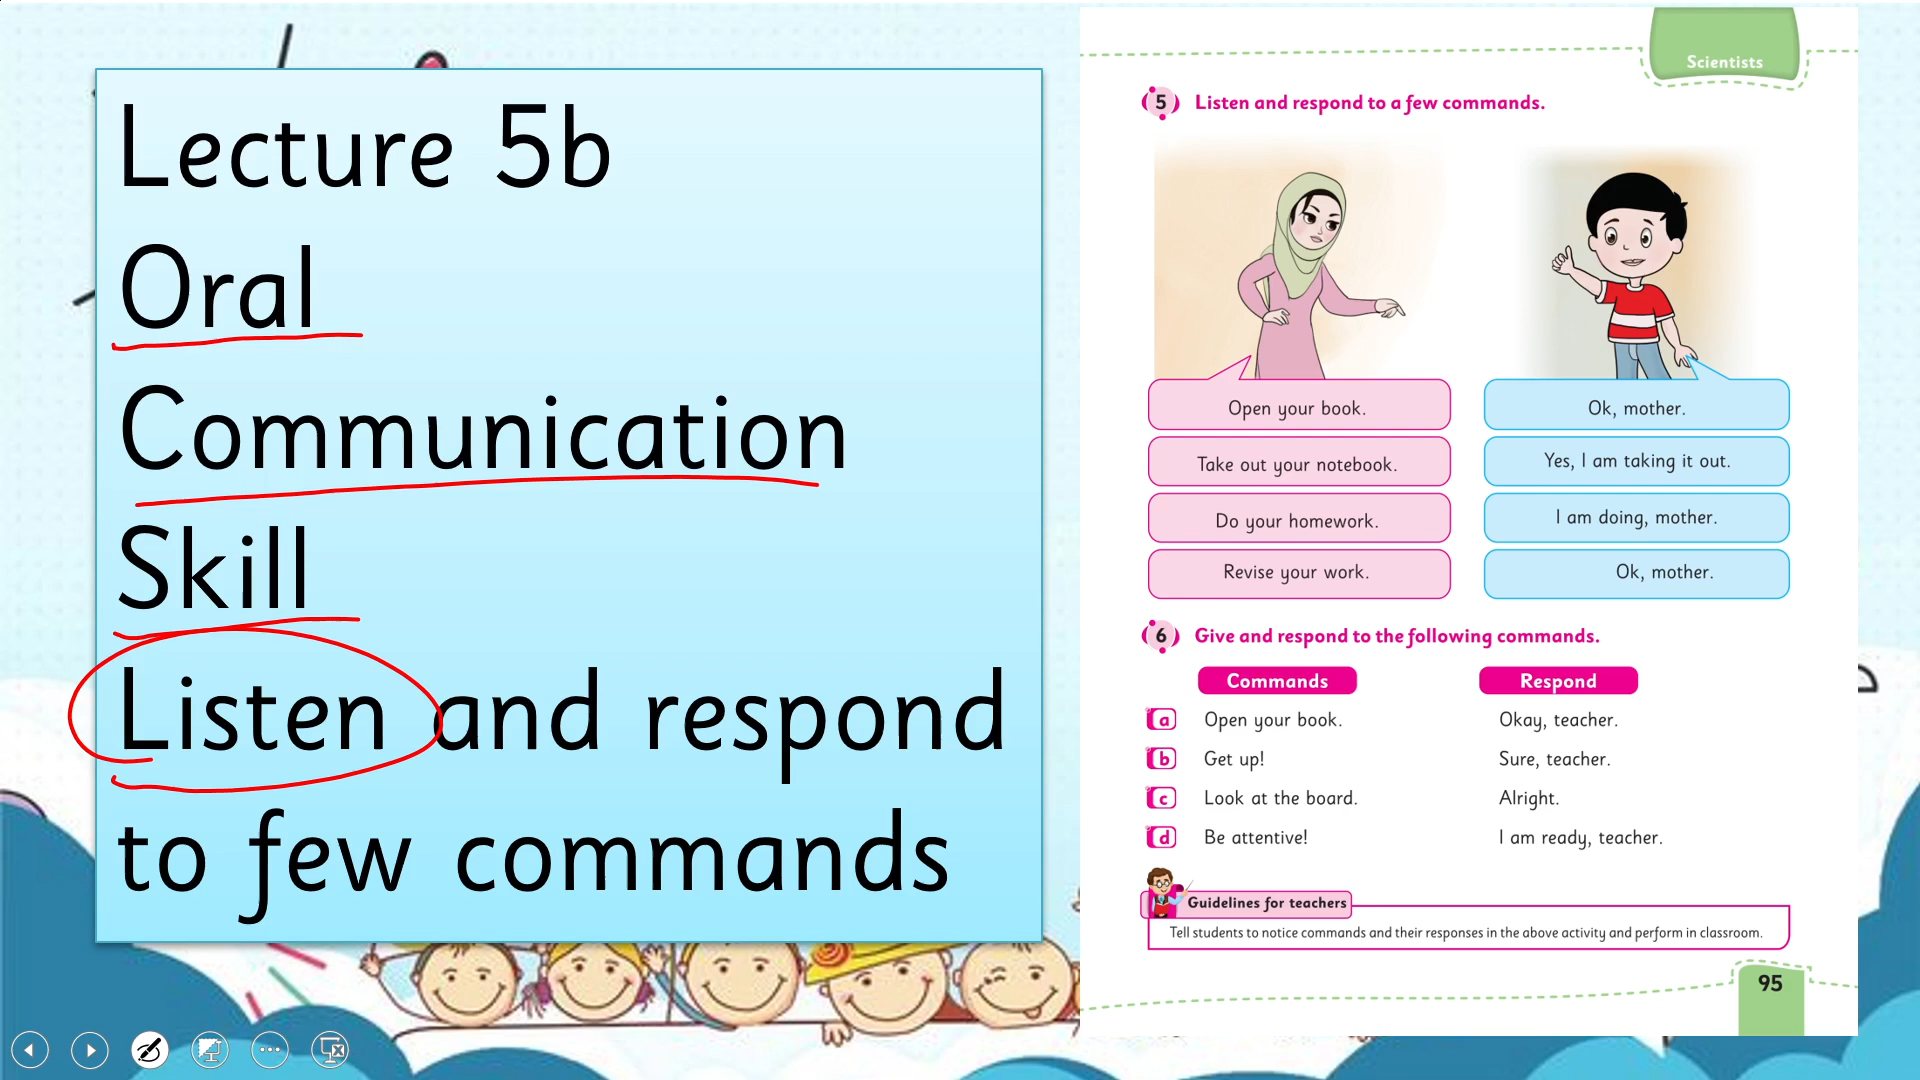 Lecture 5b
Oral
Communication
Skill
Listen and respond
to few commands
Scientists
5 Listen and respond to a few commands.
Open your book. Ok, mother.
Take out your notebook. Yes, I am taking it out.
Do your homework. I am doing, mother.
Revise your work. Ok, mother.
6 Give and respond to the following commands.
Commands Respond
a Open your book. Okay, teacher.
b Get up! Sure, teacher.
c Look at the board. Alright.
d Be attentive! I am ready, teacher.
Guidelines for teachers
Tell students to notice commands and their responses in the above activity and perform in classroom.
95